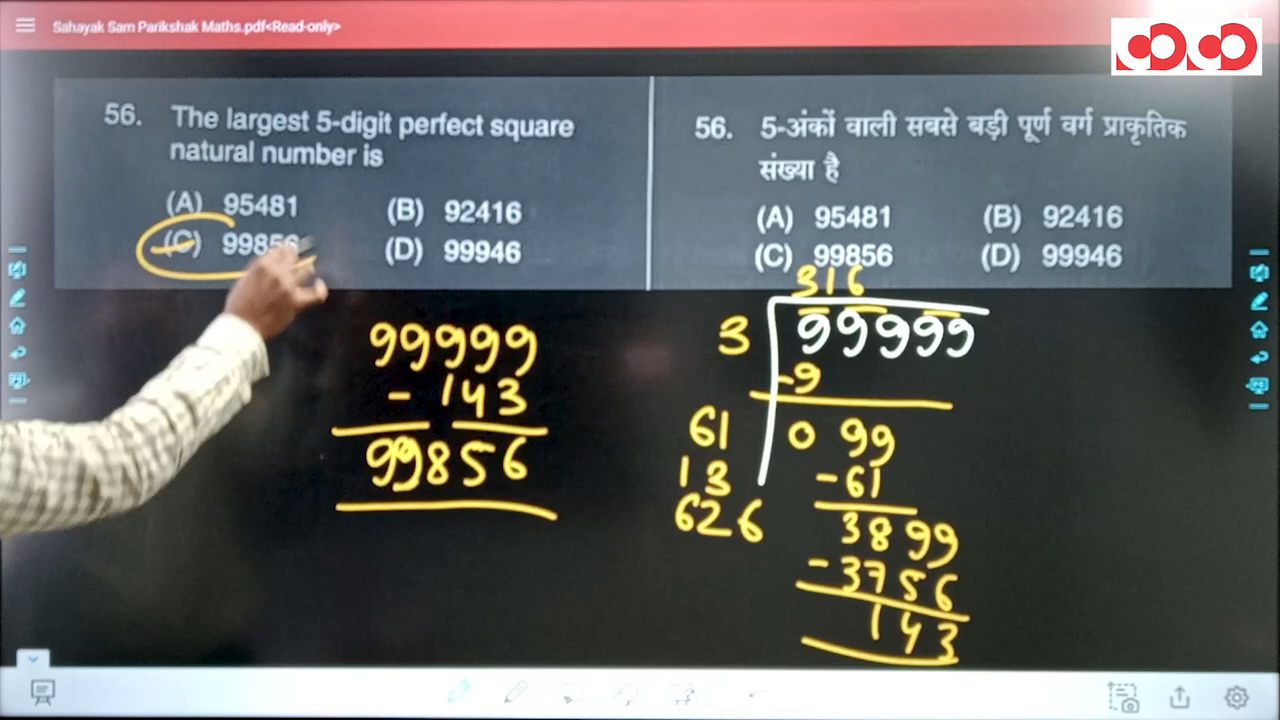 Sahayak Sam Parikshak Maths.pdf<Read-only>
56. The largest 5-digit perfect square
natural number is
(A) 95481 (B) 92416
(C) 99856 (D) 99946
56. 5-अंकों वाली सबसे बड़ी पूर्ण वर्ग प्राकृतिक
संख्या है
(A) 95481 (B) 92416
(C) 99856 (D) 99946
99999
- 143
99856
316
3 99999
-9
61 0 99
13 -61
626 3899
-3756
143